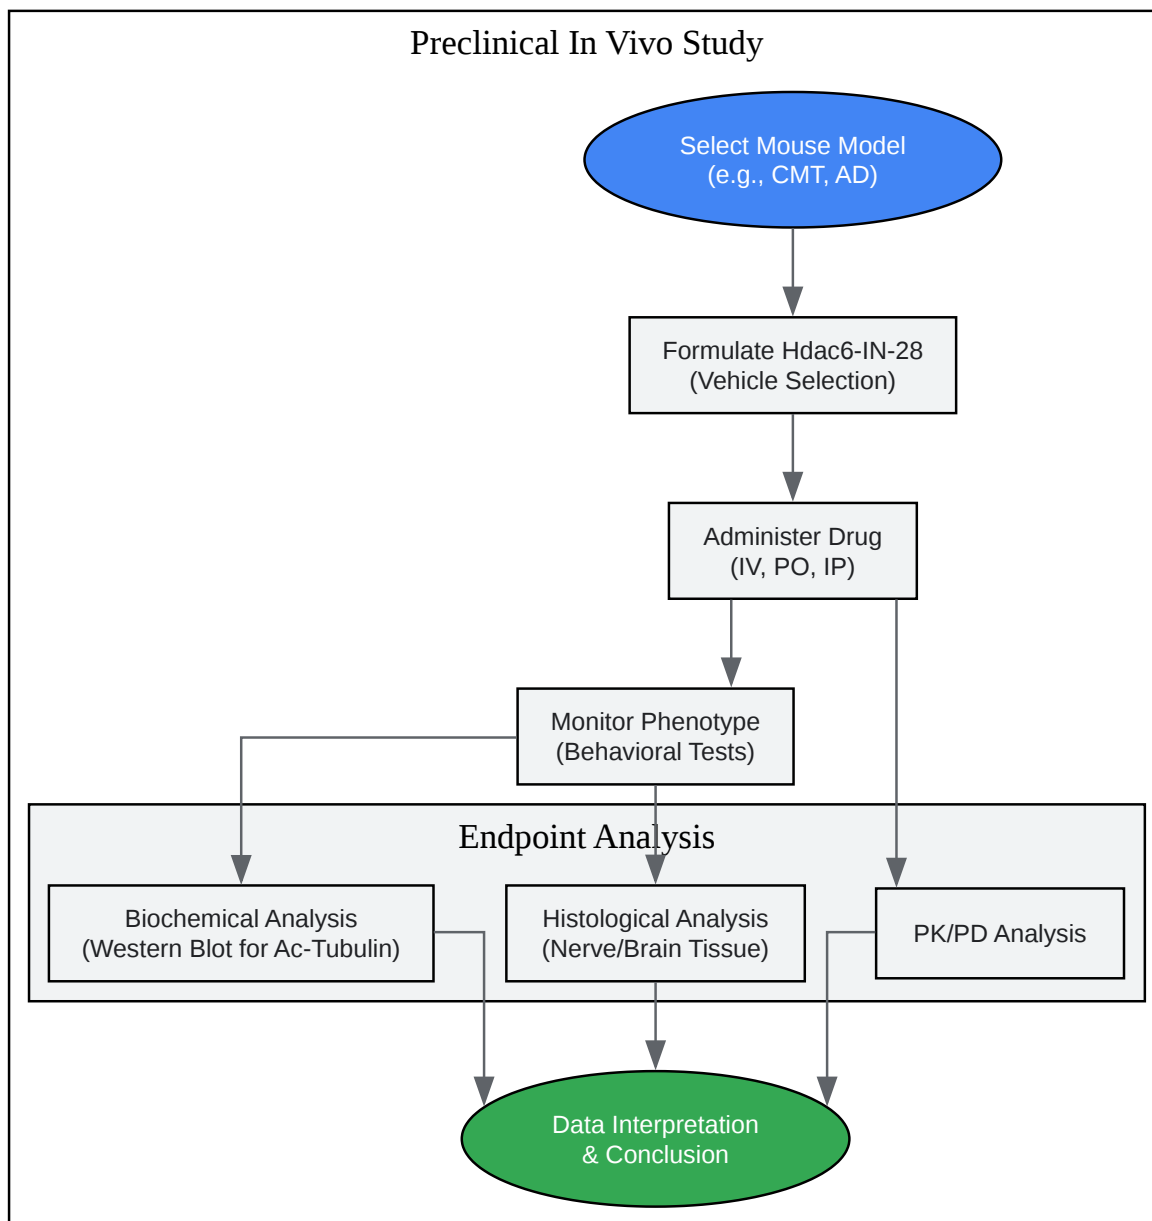 Preclinical In Vivo Study
Select Mouse Model
(e.g., CMT, AD)
Formulate Hdac6-IN-28
(Vehicle Selection)
Administer Drug
(IV, PO, IP)
Monitor Phenotype
(Behavioral Tests)
Endpoint Analysis
Biochemical Analysis
(Western Blot for Ac-Tubulin)
Histological Analysis
(Nerve/Brain Tissue)
PK/PD Analysis
Data Interpretation
& Conclusion